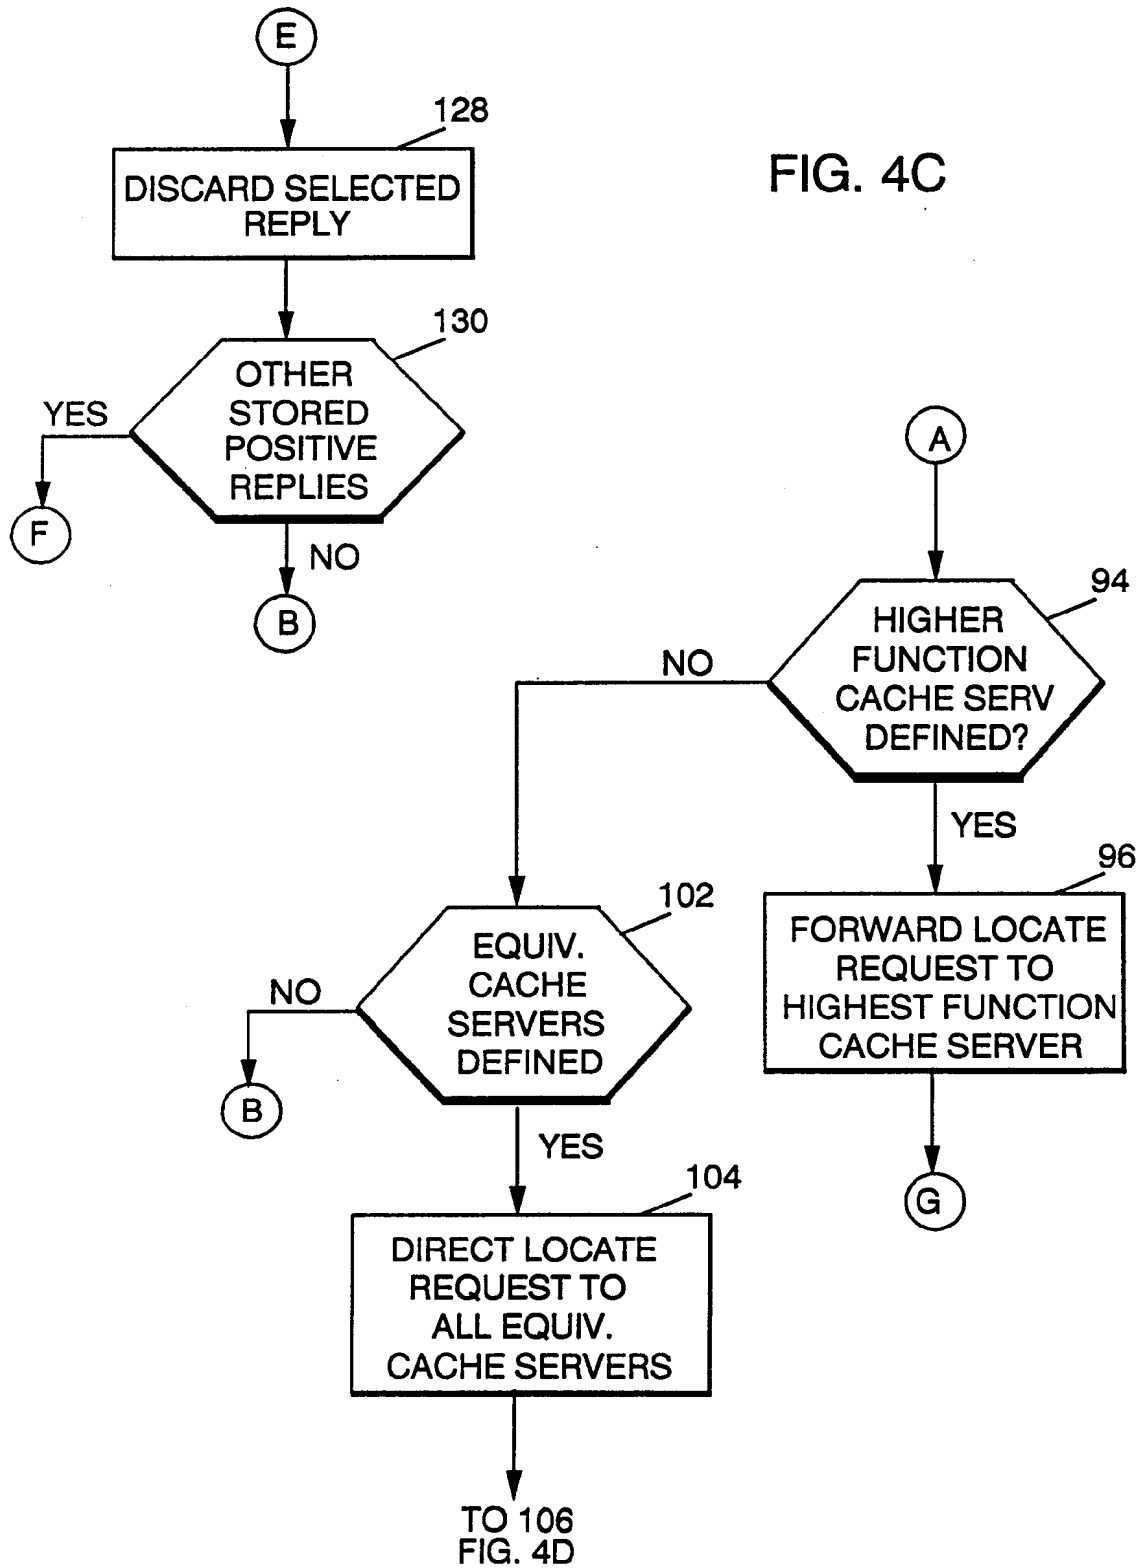 E
128
FIG. 4C
DISCARD SELECTED
REPLY
130
OTHER
STORED
POSITIVE
REPLIES
YES
F
NO
B
A
94
HIGHER
FUNCTION
CACHE SERV
DEFINED?
NO
YES
96
FORWARD LOCATE
REQUEST TO
HIGHEST FUNCTION
CACHE SERVER
G
102
EQUIV.
CACHE
SERVERS
DEFINED
NO
B
YES
104
DIRECT LOCATE
REQUEST TO
ALL EQUIV.
CACHE SERVERS
TO 106
FIG. 4D